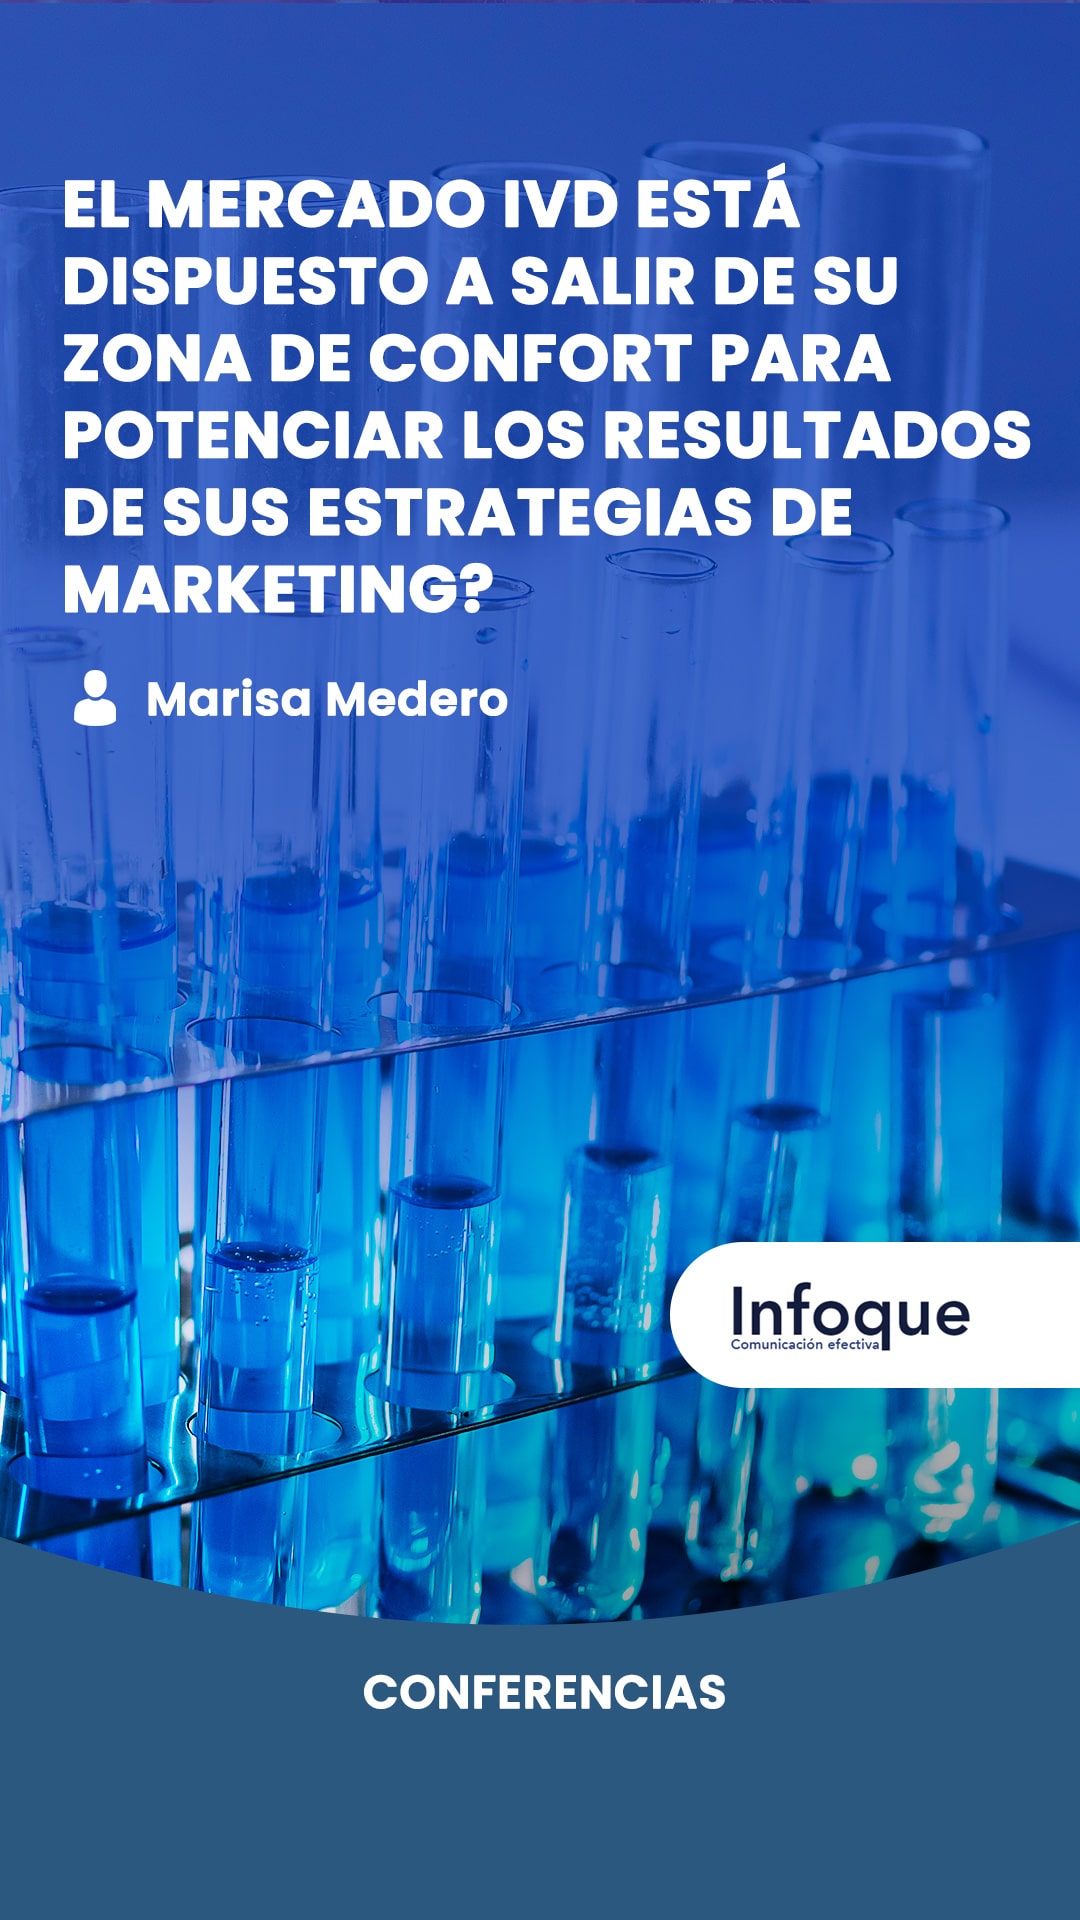 EL MERCADO IVD ESTÁ
DISPUESTO A SALIR DE SU
ZONA DE CONFORT PARA
POTENCIAR LOS RESULTADOS
DE SUS ESTRATEGIAS DE
MARKETING?
Marisa Medero
Infoque
Comunicación efectiva
CONFERENCIAS